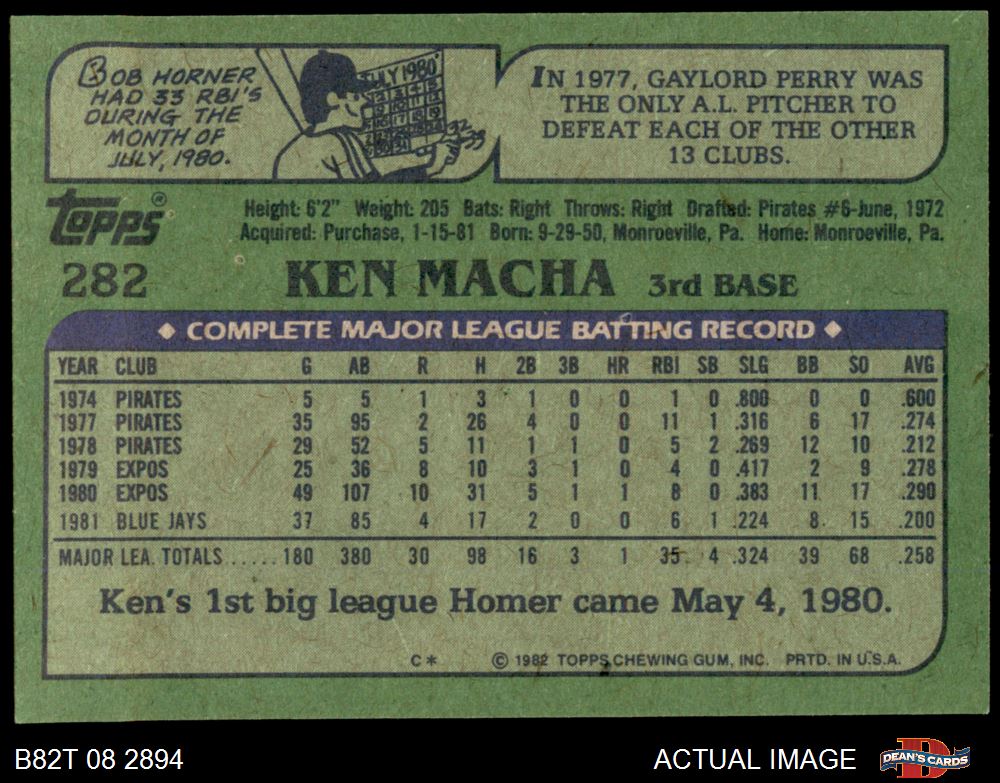 BOB HORNER
HAD 33 RBI'S
DURING THE
MONTH OF
JULY, 1980.
JULY 1980
IN 1977, GAYLORD PERRY WAS
THE ONLY A.L. PITCHER TO
DEFEAT EACH OF THE OTHER
13 CLUBS.
TOPPS®
Height: 6'2" Weight: 205 Bats: Right Throws: Right Drafted: Pirates #6-June, 1972
Acquired: Purchase, 1-15-81 Born: 9-29-50, Monroeville, Pa. Home: Monroeville, Pa.
282 KEN MACHA 3rd BASE
◆ COMPLETE MAJOR LEAGUE BATTING RECORD ◆
YEAR CLUB G AB R H 2B 3B HR RBI SB SLG BB SO AVG
1974 PIRATES 5 5 1 3 1 0 0 1 0 .800 0 0 .600
1977 PIRATES 35 95 2 26 4 0 0 11 1 .316 6 17 .274
1978 PIRATES 29 52 5 11 1 1 0 5 2 .269 12 10 .212
1979 EXPOS 25 36 8 10 3 1 0 4 0 .417 2 9 .278
1980 EXPOS 49 107 10 31 5 1 1 8 0 .383 11 17 .290
1981 BLUE JAYS 37 85 4 17 2 0 0 6 1 .224 8 15 .200
MAJOR LEA. TOTALS ..... 180 380 30 98 16 3 1 35 4 .324 39 68 .258
Ken's 1st big league Homer came May 4, 1980.
C* © 1982 TOPPS CHEWING GUM, INC. PRTD. IN U.S.A.
B82T 08 2894 ACTUAL IMAGE DEAN'S CARDS